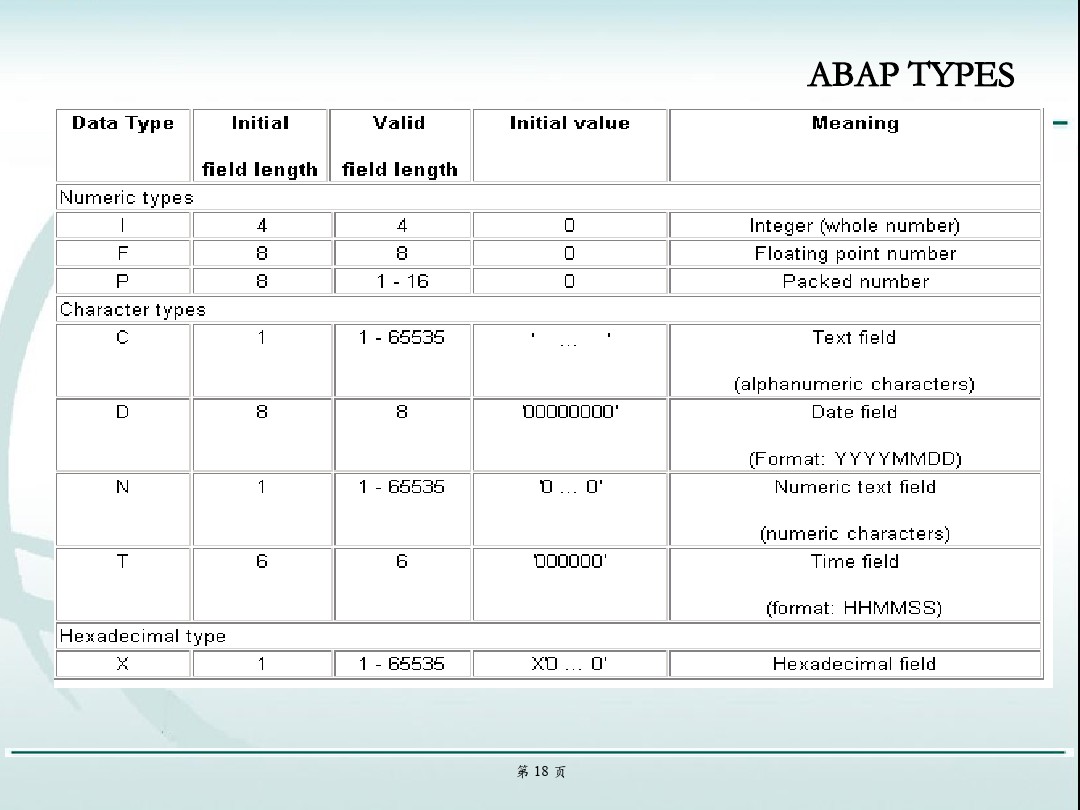 ABAP TYPES
Data Type Initial Valid Initial value Meaning
field length field length
Numeric types
I 4 4 0 Integer (whole number)
F 8 8 0 Floating point number
P 8 1 - 16 0 Packed number
Character types
C 1 1 - 65535 ' ... ' Text field
(alphanumeric characters)
D 8 8 '00000000' Date field
(Format: YYYYMMDD)
N 1 1 - 65535 '0 ... 0' Numeric text field
(numeric characters)
T 6 6 '000000' Time field
(format: HHMMSS)
Hexadecimal type
X 1 1 - 65535 X'0 ... 0' Hexadecimal field
第 18 页